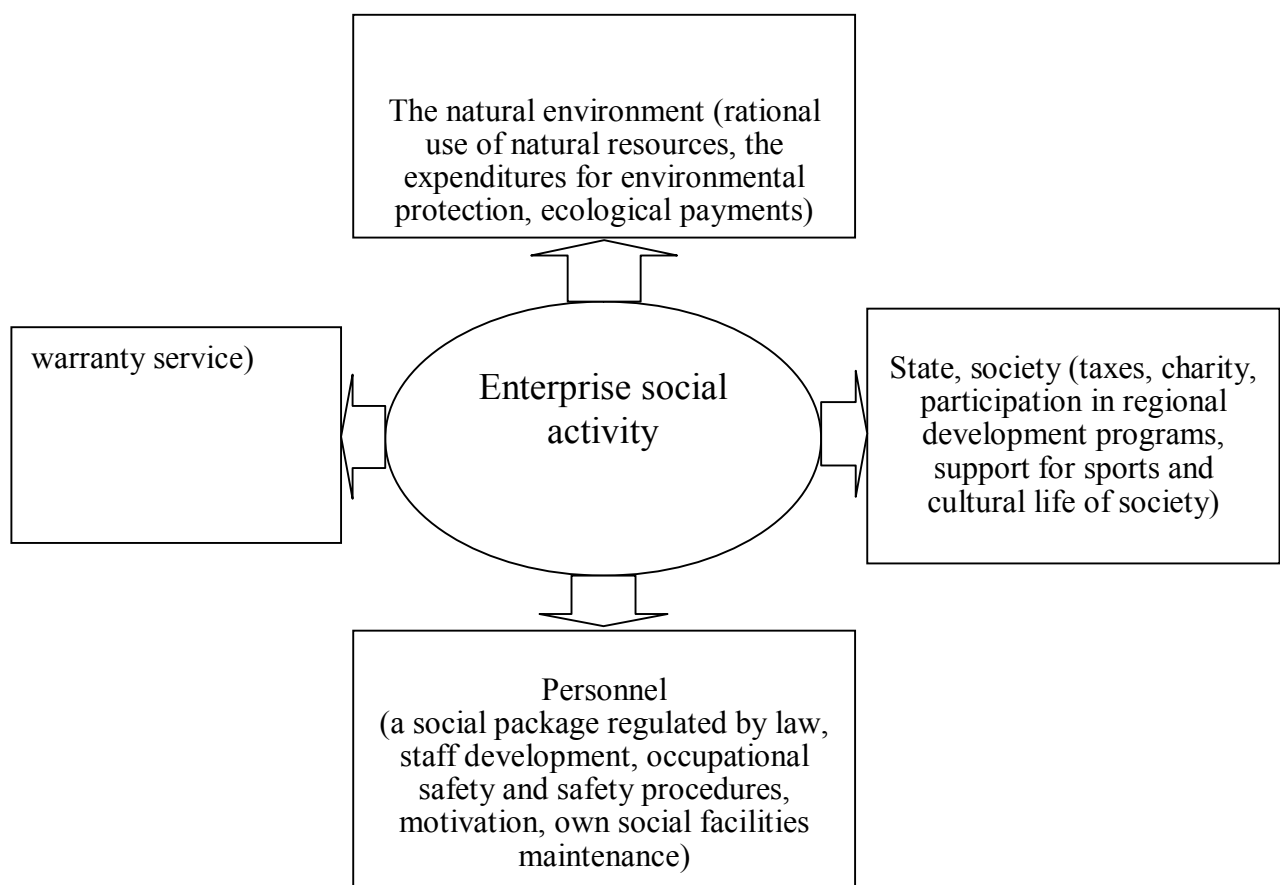 The natural environment (rational
use of natural resources, the
expenditures for environmental
protection, ecological payments)
warranty service)
Enterprise social
activity
State, society (taxes, charity,
participation in regional
development programs,
support for sports and
cultural life of society)
Personnel
(a social package regulated by law,
staff development, occupational
safety and safety procedures,
motivation, own social facilities
maintenance)